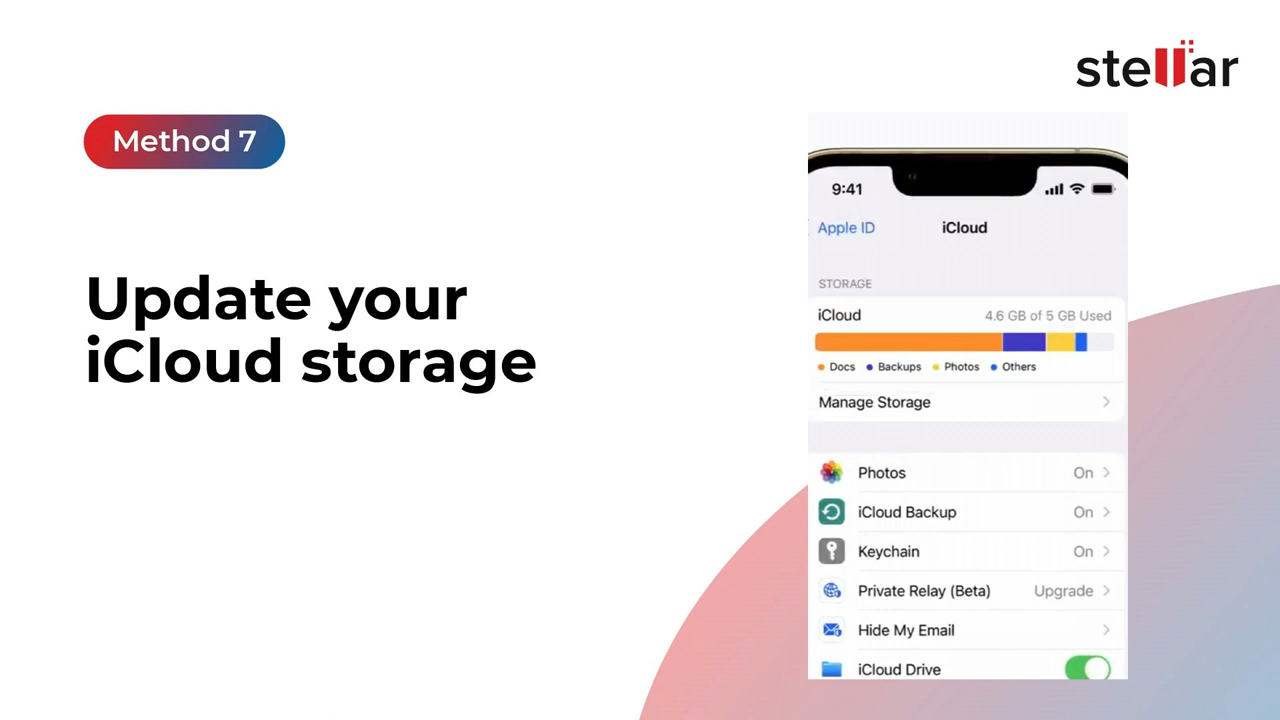 stellar
Method 7
Update your
iCloud storage
9:41
Apple ID
iCloud
STORAGE
iCloud 4.6 GB of 5 GB Used
Docs Backups Photos Others
Manage Storage
Photos On
iCloud Backup On
Keychain On
Private Relay (Beta) Upgrade
Hide My Email
iCloud Drive